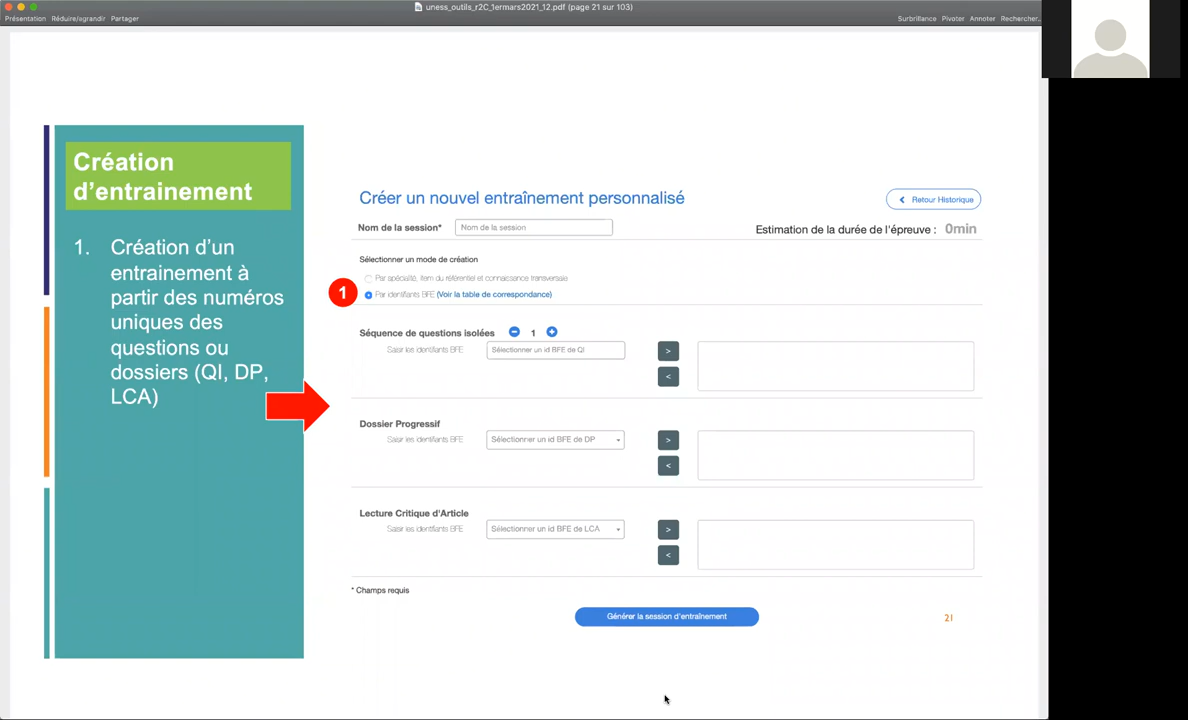 uness_outils_r2C_1ermars2021_12.pdf (page 21 sur 103)
Présentation Réduire/agrandir Partager
Surbrillance Pivoter Annoter Rechercher...
Création
d'entrainement
1. Création d'un
entrainement à
partir des numéros
uniques des
questions ou
dossiers (QI, DP,
LCA)
Créer un nouvel entraînement personnalisé
Retour Historique
Nom de la session*
Nom de la session
Estimation de la durée de l'épreuve : 0min
Sélectionner un mode de création
Par spécialité, item du référentiel et connaissance transversale
1
Par identifiants BFE (Voir la table de correspondance)
Séquence de questions isolées 1
Saisir les identifiants BFE
Sélectionner un id BFE de QI
>
<
Dossier Progressif
Saisir les identifiants BFE
Sélectionner un id BFE de DP
>
<
Lecture Critique d'Article
Saisir les identifiants BFE
Sélectionner un id BFE de LCA
>
<
* Champs requis
Générer la session d'entraînement
21